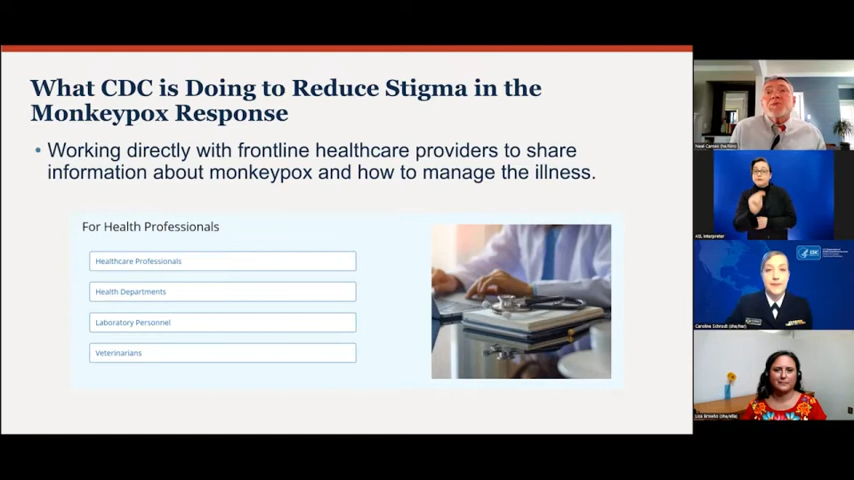 What CDC is Doing to Reduce Stigma in the
Monkeypox Response
• Working directly with frontline healthcare providers to share
information about monkeypox and how to manage the illness.
For Health Professionals
Healthcare Professionals
Health Departments
Laboratory Personnel
Veterinarians
ASL Interpreter
CDC